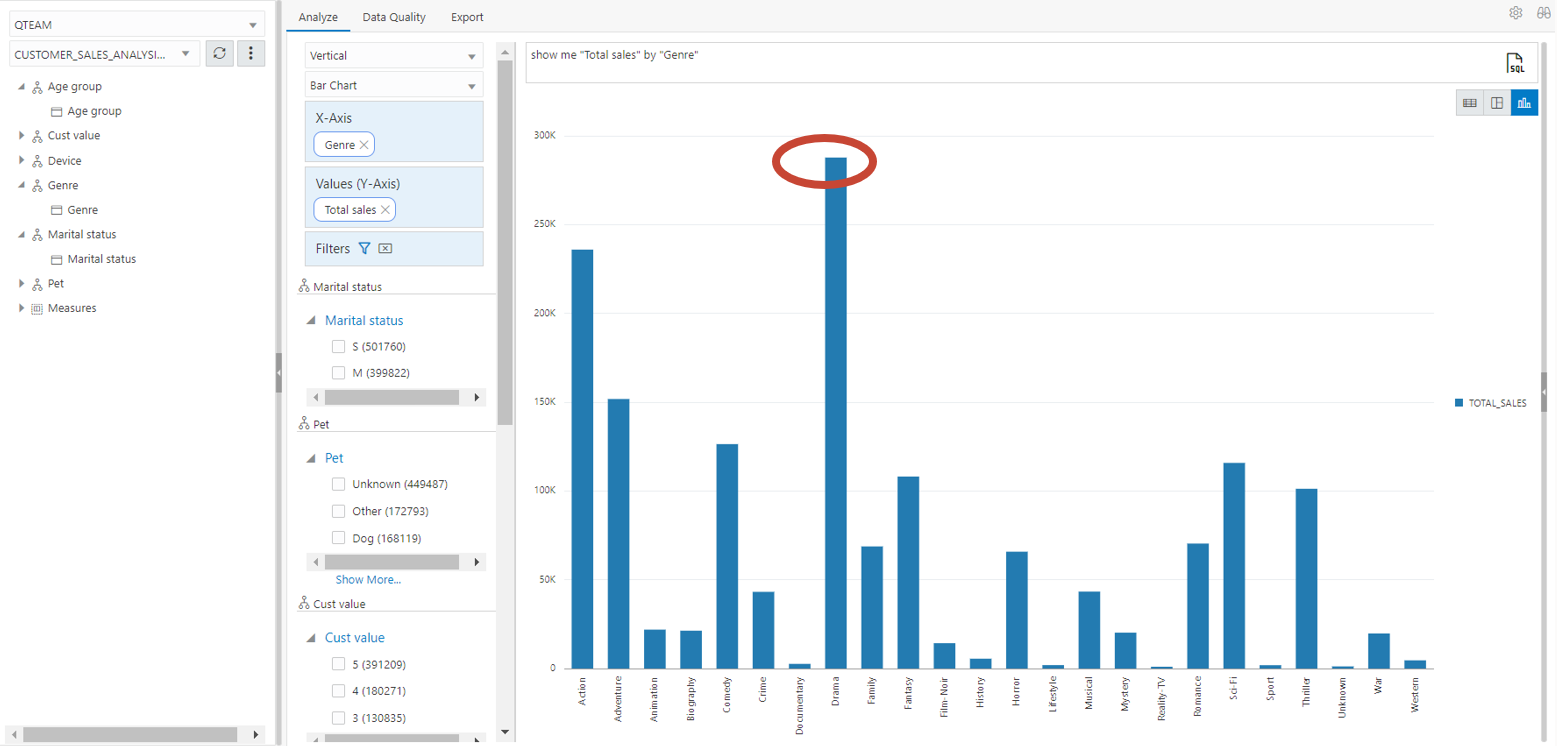 QTEAM
CUSTOMER_SALES_ANALYSI...
Age group
Age group
Cust value
Device
Genre
Genre
Marital status
Marital status
Pet
Measures
Analyze Data Quality Export
Vertical
Bar Chart
X-Axis
Genre
Values (Y-Axis)
Total sales
Filters
Marital status
Marital status
S (501760)
M (399822)
Pet
Pet
Unknown (449487)
Other (172793)
Dog (168119)
Show More...
Cust value
Cust value
5 (391209)
4 (180271)
3 (130835)
show me "Total sales" by "Genre"
SQL
300K
250K
200K
150K
100K
50K
0
Action
Adventure
Animation
Biography
Comedy
Crime
Documentary
Drama
Family
Fantasy
Film-Noir
History
Horror
Lifestyle
Musical
Mystery
Reality-TV
Romance
Sci-Fi
Sport
Thriller
Unknown
War
Western
TOTAL_SALES